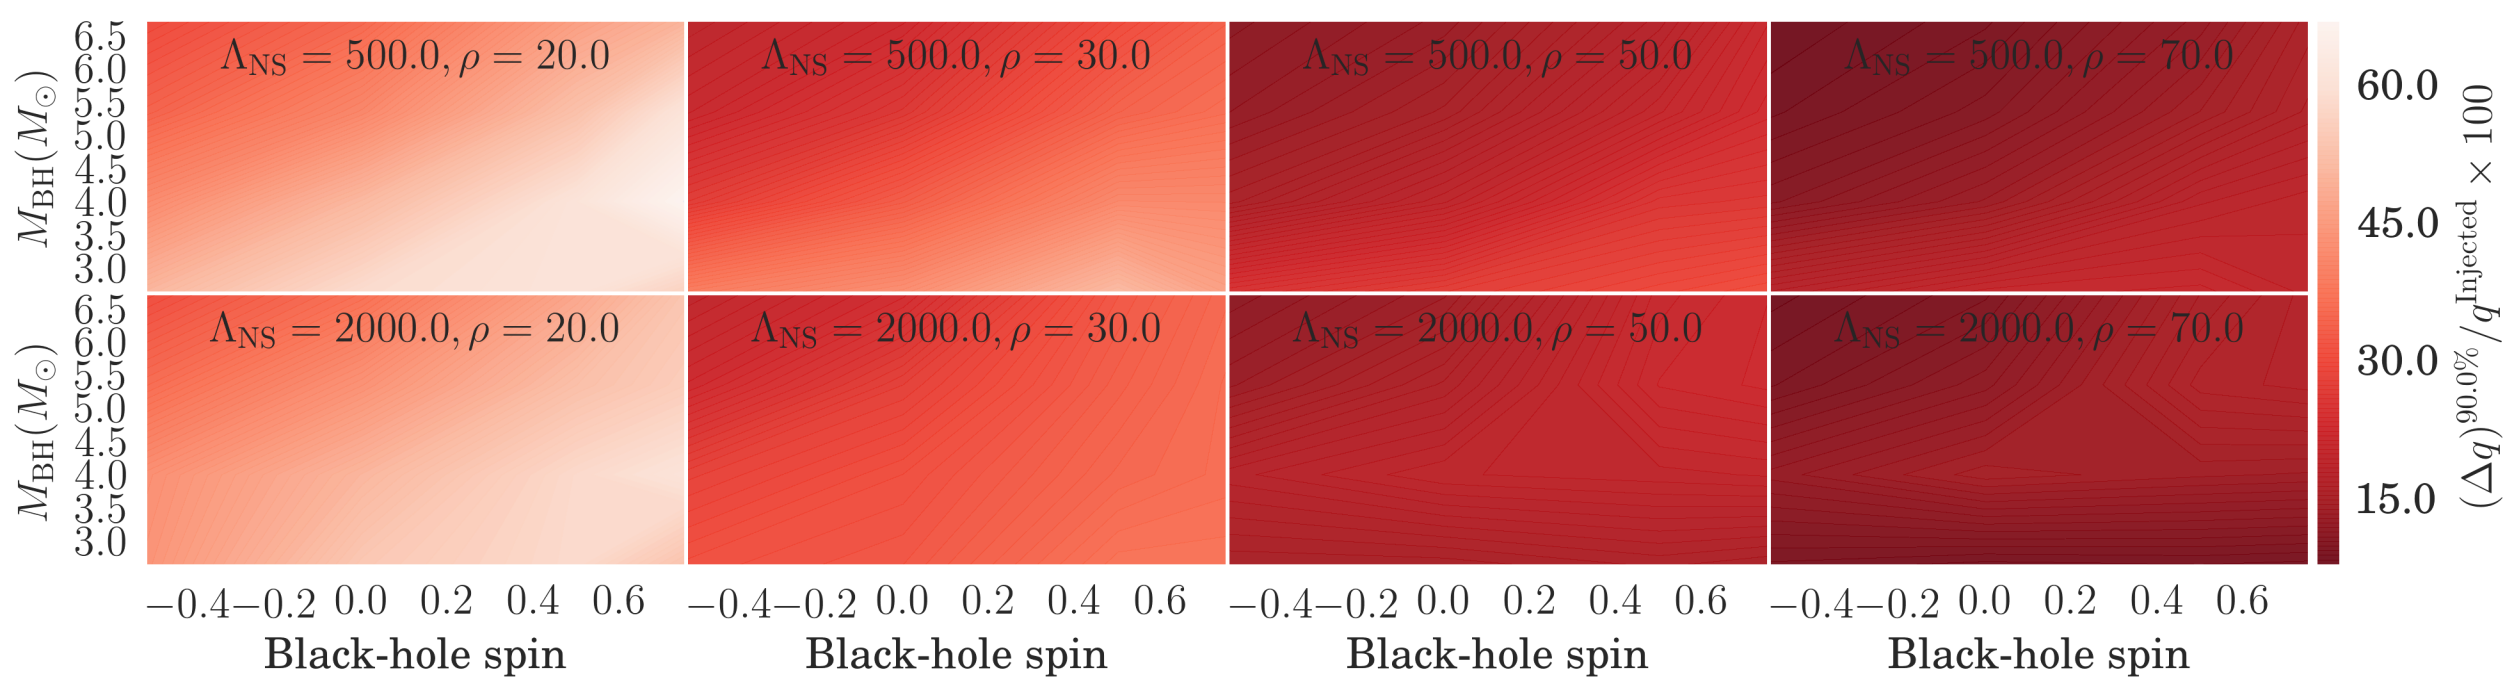 Λ_NS = 500.0, ρ = 20.0
Λ_NS = 500.0, ρ = 30.0
Λ_NS = 500.0, ρ = 50.0
Λ_NS = 500.0, ρ = 70.0
M_BH(M_⊙)
6.5
6.0
5.5
5.0
4.5
4.0
3.5
3.0
Λ_NS = 2000.0, ρ = 20.0
Λ_NS = 2000.0, ρ = 30.0
Λ_NS = 2000.0, ρ = 50.0
Λ_NS = 2000.0, ρ = 70.0
M_BH(M_⊙)
6.5
6.0
5.5
5.0
4.5
4.0
3.5
3.0
−0.4 −0.2 0.0 0.2 0.4 0.6
Black-hole spin
−0.4 −0.2 0.0 0.2 0.4 0.6
Black-hole spin
−0.4 −0.2 0.0 0.2 0.4 0.6
Black-hole spin
−0.4 −0.2 0.0 0.2 0.4 0.6
Black-hole spin
60.0
45.0
30.0
15.0
(Δq)^90.0% / q^Injected × 100